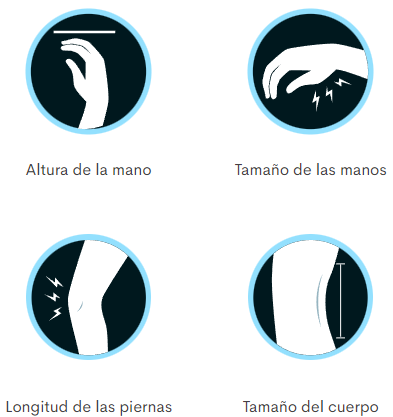 Altura de la mano
Tamaño de las manos
Longitud de las piernas
Tamaño del cuerpo